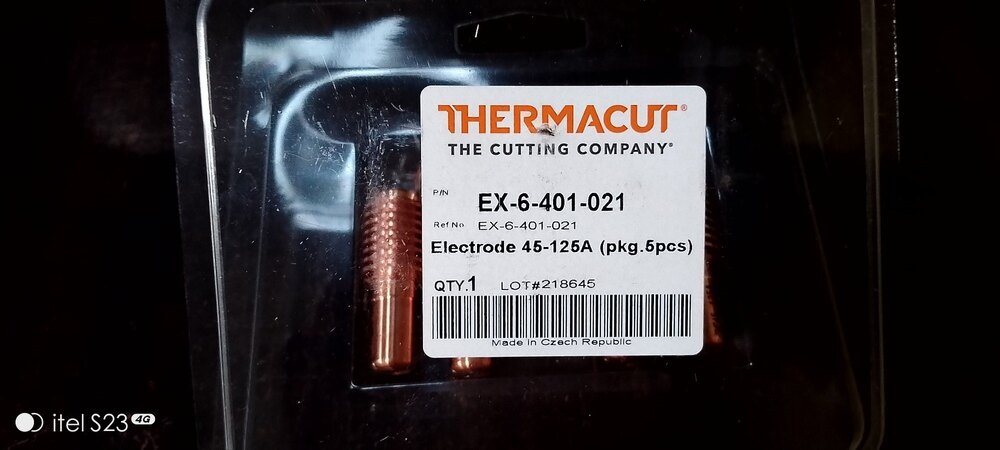 THERMACUT®
THE CUTTING COMPANY®
P/N EX-6-401-021
Ref No EX-6-401-021
Electrode 45-125A (pkg.5pcs)
QTY.1 LOT#218645
Made in Czech Republic
itel S23 4G